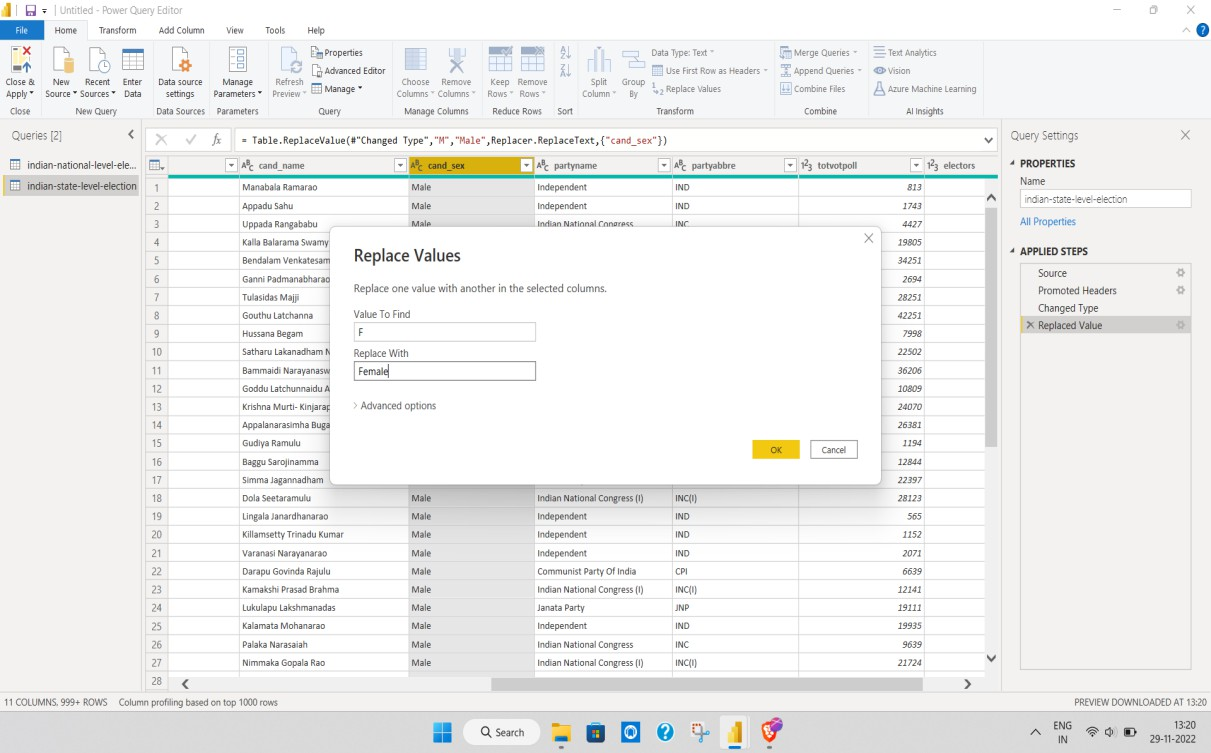 Untitled - Power Query Editor
File Home Transform Add Column View Tools Help
Close & Apply New Source Recent Sources Enter Data Data source settings Manage Parameters Refresh Preview Properties Advanced Editor Manage Choose Columns Remove Columns Keep Rows Remove Rows Split Column Group By Data Type: Text Use First Row as Headers Replace Values Merge Queries Append Queries Combine Files Text Analytics Vision Azure Machine Learning
Close New Query Data Sources Parameters Query Manage Columns Reduce Rows Sort Transform Combine AI Insights
Queries [2]
indian-national-level-ele...
indian-state-level-election
fx = Table.ReplaceValue(#"Changed Type","M","Male",Replacer.ReplaceText,{"cand_sex"})
cand_name cand_sex partyname partyabbre totvotpoll electors
1 Manabala Ramarao Male Independent IND 813
2 Appadu Sahu Male Independent IND 1743
3 Uppada Rangababu Male Indian National Congress INC 4427
4 Kalla Balarama Swamy 19805
5 Bendalam Venkatesam 34251
6 Ganni Padmanabharao 2694
7 Tulasidas Majji 28251
8 Gouthu Latchanna 42251
9 Hussana Begam 7998
10 Satharu Lakanadham N 22502
11 Bammaidi Narayanasw 36206
12 Goddu Latchunnaidu A 10809
13 Krishna Murti- Kinjarap 24070
14 Appalanarasimha Buga 26381
15 Gudiya Ramulu 1194
16 Baggu Sarojinamma 12844
17 Simma Jagannadham 22397
18 Dola Seetaramulu Male Indian National Congress (I) INC(I) 28123
19 Lingala Janardhanarao Male Independent IND 565
20 Killamsetty Trinadu Kumar Male Independent IND 1152
21 Varanasi Narayanarao Male Independent IND 2071
22 Darapu Govinda Rajulu Male Communist Party Of India CPI 6639
23 Kamakshi Prasad Brahma Male Indian National Congress (I) INC(I) 12141
24 Lukulapu Lakshmanadas Male Janata Party JNP 19111
25 Kalamata Mohanarao Male Independent IND 19935
26 Palaka Narasaiah Male Indian National Congress INC 9639
27 Nimmaka Gopala Rao Male Indian National Congress (I) INC(I) 21724
28
Replace Values
Replace one value with another in the selected columns.
Value To Find
F
Replace With
Female
Advanced options
OK Cancel
Query Settings
PROPERTIES
Name
indian-state-level-election
All Properties
APPLIED STEPS
Source
Promoted Headers
Changed Type
Replaced Value
11 COLUMNS, 999+ ROWS Column profiling based on top 1000 rows PREVIEW DOWNLOADED AT 13:20
Search
ENG
IN
13:20
29-11-2022